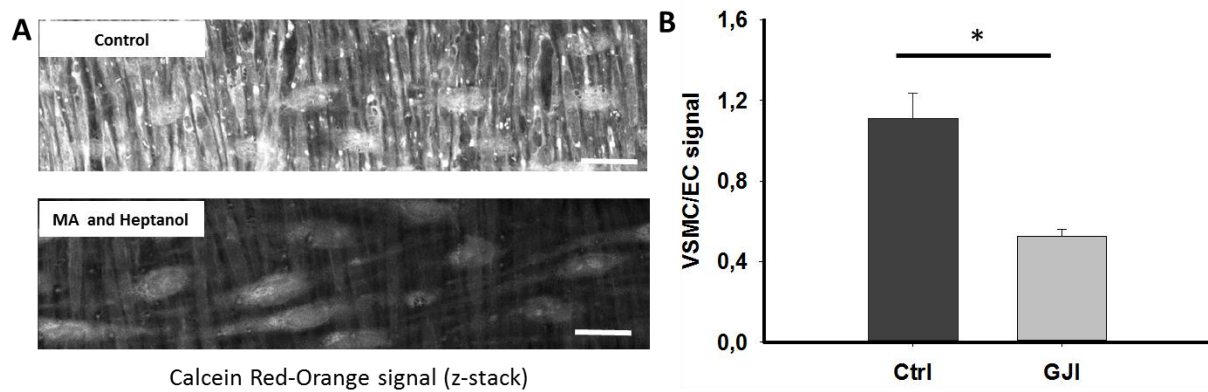 A
Control
MA and Heptanol
Calcein Red-Orange signal (z-stack)
B
VSMC/EC signal
1,6
1,2
0,8
0,4
0,0
*
Ctrl
GJI